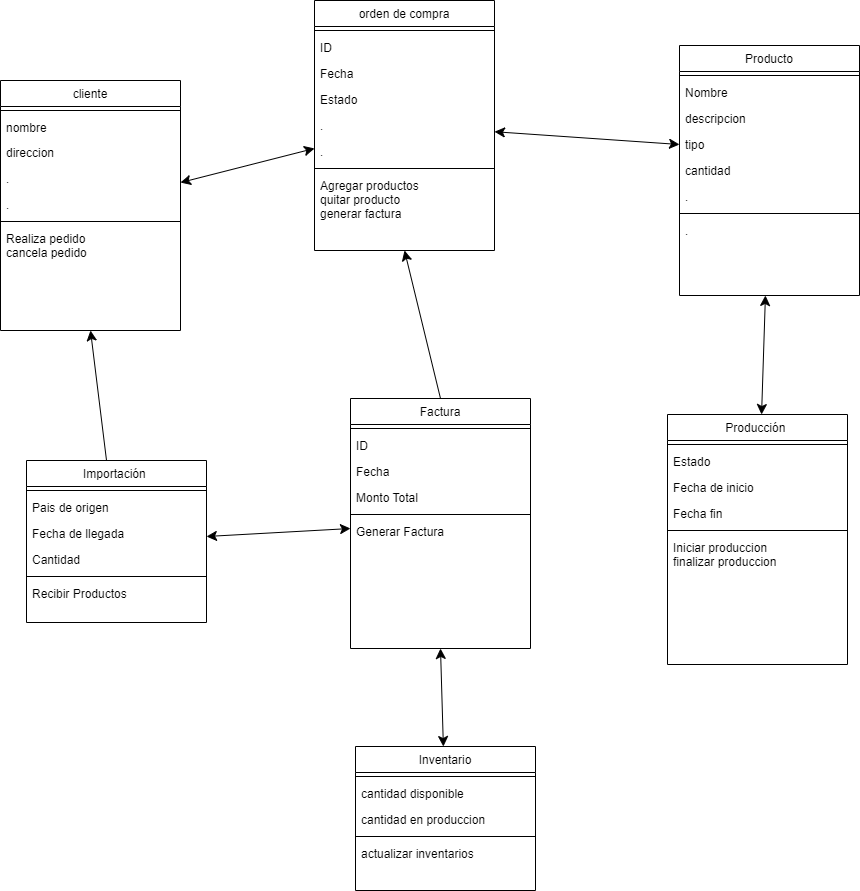 orden de compra
ID
Fecha
Estado
.
.
Agregar productos
quitar producto
generar factura
Producto
Nombre
descripcion
tipo
cantidad
.
.
cliente
nombre
direccion
.
.
Realiza pedido
cancela pedido
Factura
ID
Fecha
Monto Total
Generar Factura
Producción
Estado
Fecha de inicio
Fecha fin
Iniciar produccion
finalizar produccion
Importación
Pais de origen
Fecha de llegada
Cantidad
Recibir Productos
Inventario
cantidad disponible
cantidad en produccion
actualizar inventarios